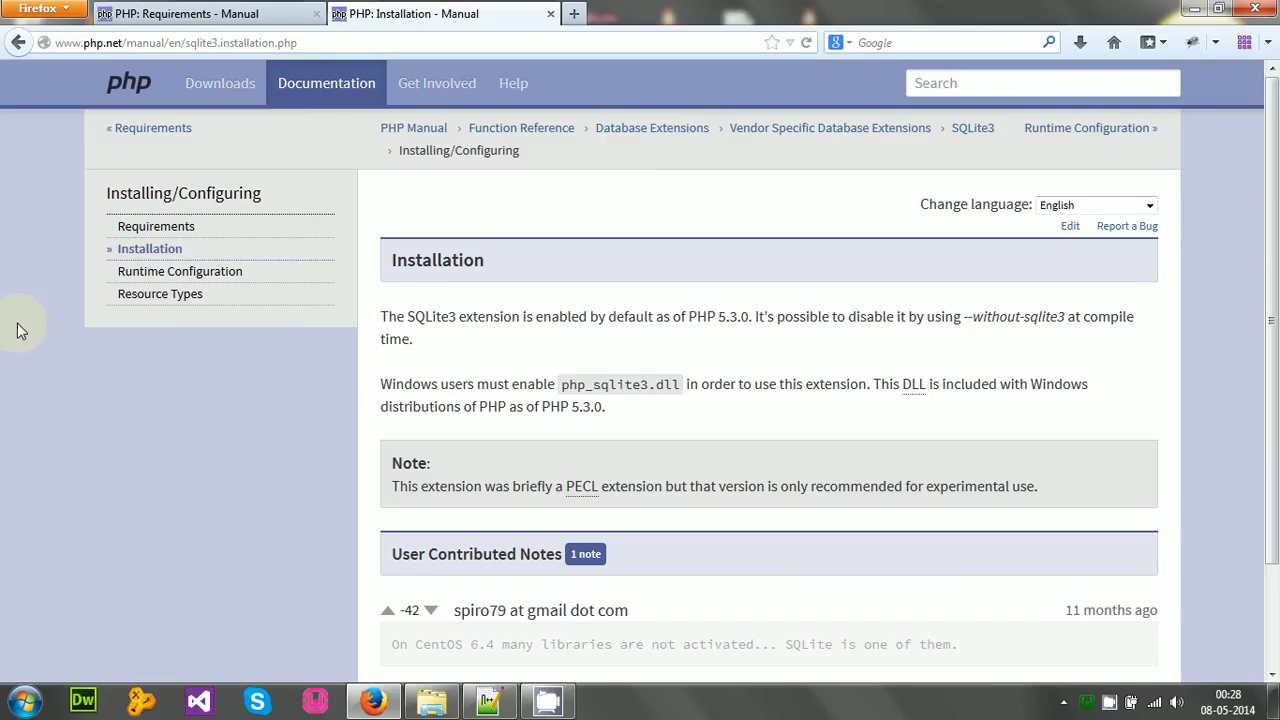 Firefox
php PHP: Requirements - Manual
php PHP: Installation - Manual
www.php.net/manual/en/sqlite3.installation.php
Google
php
Downloads
Documentation
Get Involved
Help
Search
« Requirements
PHP Manual › Function Reference › Database Extensions › Vendor Specific Database Extensions › SQLite3
› Installing/Configuring
Runtime Configuration »
Installing/Configuring
Requirements
» Installation
Runtime Configuration
Resource Types
Change language: English
Edit Report a Bug
Installation
The SQLite3 extension is enabled by default as of PHP 5.3.0. It's possible to disable it by using --without-sqlite3 at compile
time.
Windows users must enable php_sqlite3.dll in order to use this extension. This DLL is included with Windows
distributions of PHP as of PHP 5.3.0.
Note:
This extension was briefly a PECL extension but that version is only recommended for experimental use.
User Contributed Notes 1 note
-42 spiro79 at gmail dot com
11 months ago
On CentOS 6.4 many libraries are not activated... SQLite is one of them.
Dw
00:28
08-05-2014